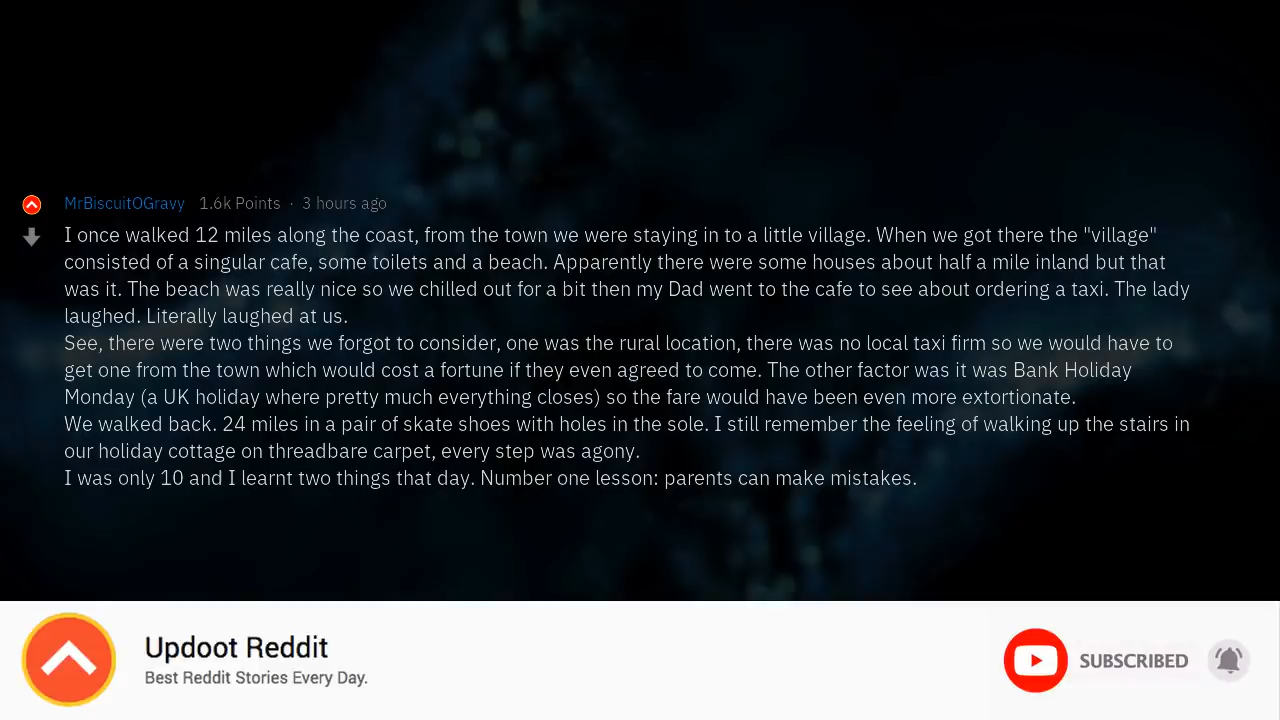 MrBiscuitOGravy 1.6k Points · 3 hours ago
I once walked 12 miles along the coast, from the town we were staying in to a little village. When we got there the "village"
consisted of a singular cafe, some toilets and a beach. Apparently there were some houses about half a mile inland but that
was it. The beach was really nice so we chilled out for a bit then my Dad went to the cafe to see about ordering a taxi. The lady
laughed. Literally laughed at us.
See, there were two things we forgot to consider, one was the rural location, there was no local taxi firm so we would have to
get one from the town which would cost a fortune if they even agreed to come. The other factor was it was Bank Holiday
Monday (a UK holiday where pretty much everything closes) so the fare would have been even more extortionate.
We walked back. 24 miles in a pair of skate shoes with holes in the sole. I still remember the feeling of walking up the stairs in
our holiday cottage on threadbare carpet, every step was agony.
I was only 10 and I learnt two things that day. Number one lesson: parents can make mistakes.
Updoot Reddit
Best Reddit Stories Every Day.
SUBSCRIBED